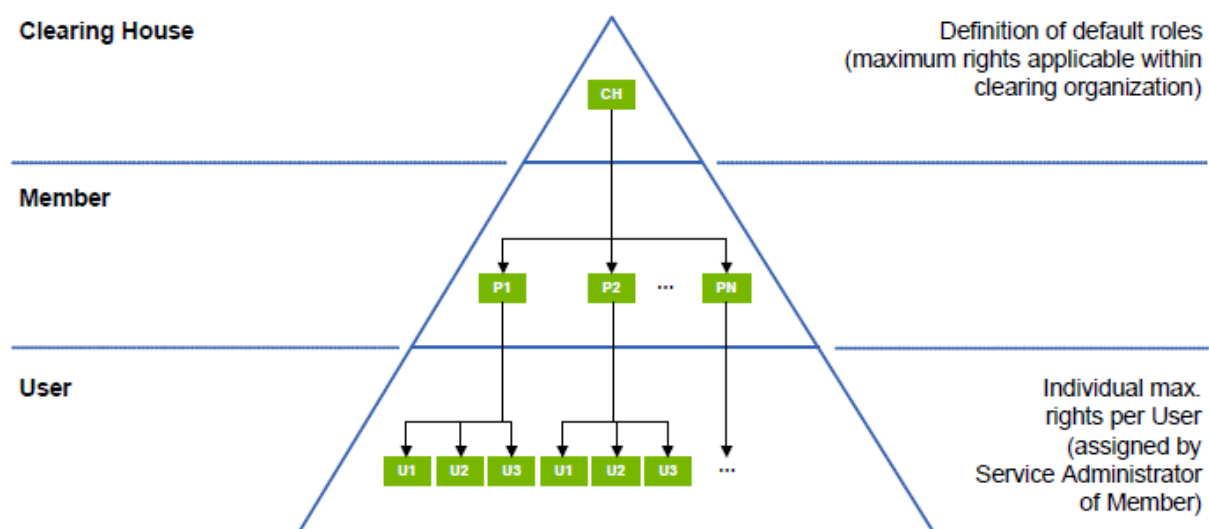 Clearing House
Definition of default roles
(maximum rights applicable within
clearing organization)
CH
Member
P1 P2 ... PN
User
Individual max.
rights per User
(assigned by
Service Administrator
of Member)
U1 U2 U3 U1 U2 U3 ...